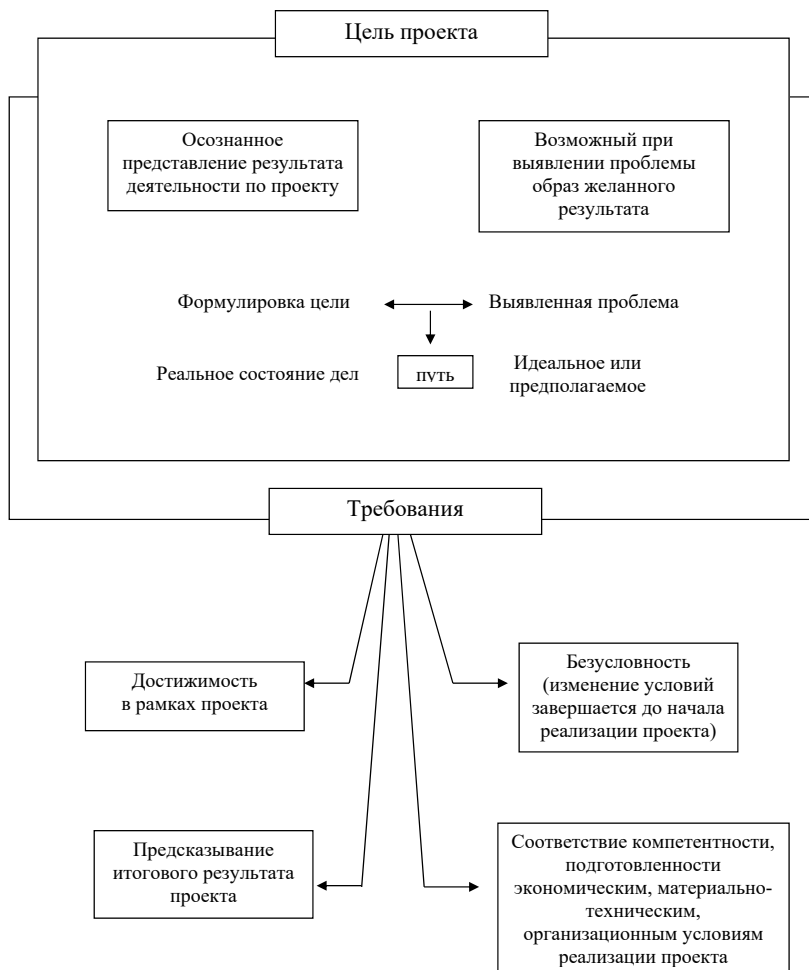 Цель проекта
Осознанное
представление результата
деятельности по проекту
Возможный при
выявлении проблемы
образ желанного
результата
Формулировка цели
Выявленная проблема
Реальное состояние дел
путь
Идеальное или
предполагаемое
Требования
Достижимость
в рамках проекта
Безусловность
(изменение условий
завершается до начала
реализации проекта)
Предсказывание
итогового результата
проекта
Соответствие компетентности,
подготовленности
экономическим, материально-
техническим,
организационным условиям
реализации проекта